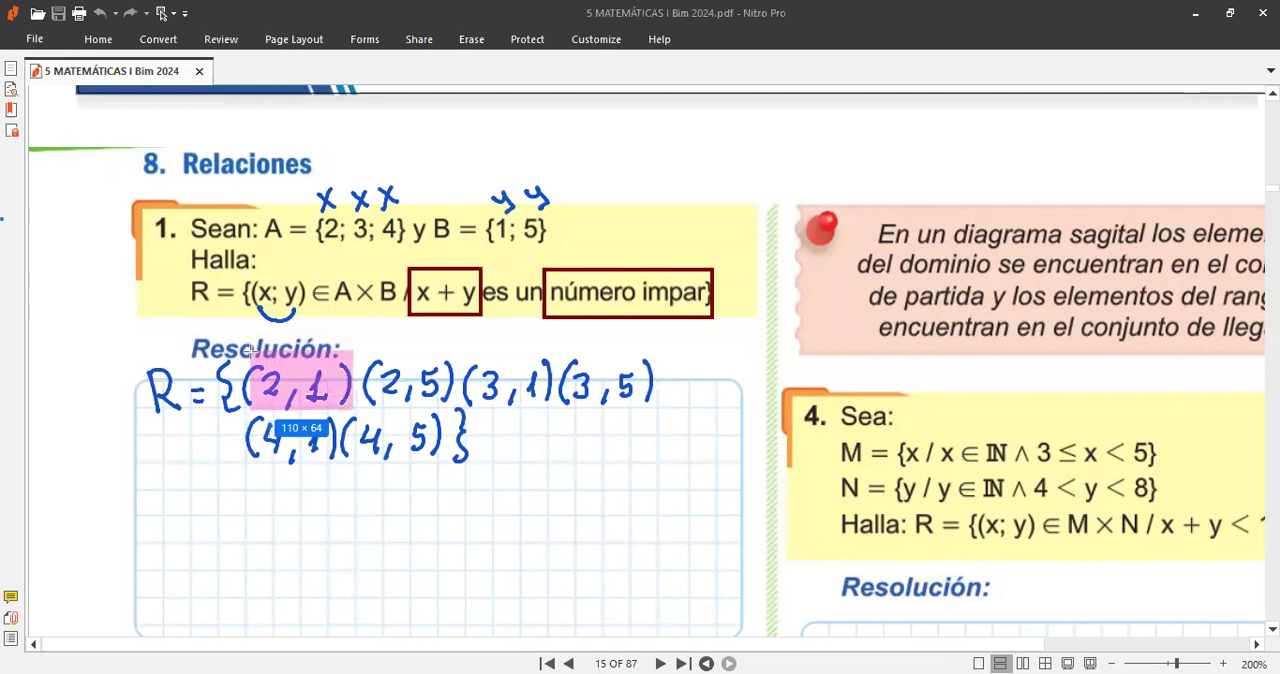 5 MATEMÁTICAS I Bim 2024.pdf - Nitro Pro
File Home Convert Review Page Layout Forms Share Erase Protect Customize Help
5 MATEMÁTICAS I Bim 2024
8. Relaciones
x x x y y
1. Sean: A = {2; 3; 4} y B = {1; 5}
Halla:
R = {(x; y) ∈ A × B / x + y es un número impar}
Resolución:
R = {(2, 1) (2, 5) (3, 1) (3, 5)
(4, 1) (4, 5)}
110 × 64
En un diagrama sagital los eleme
del dominio se encuentran en el co
de partida y los elementos del rang
encuentran en el conjunto de lleg
4. Sea:
M = {x / x ∈ ℕ ∧ 3 ≤ x < 5}
N = {y / y ∈ ℕ ∧ 4 < y < 8}
Halla: R = {(x; y) ∈ M × N / x + y < 1
Resolución:
15 OF 87
200%